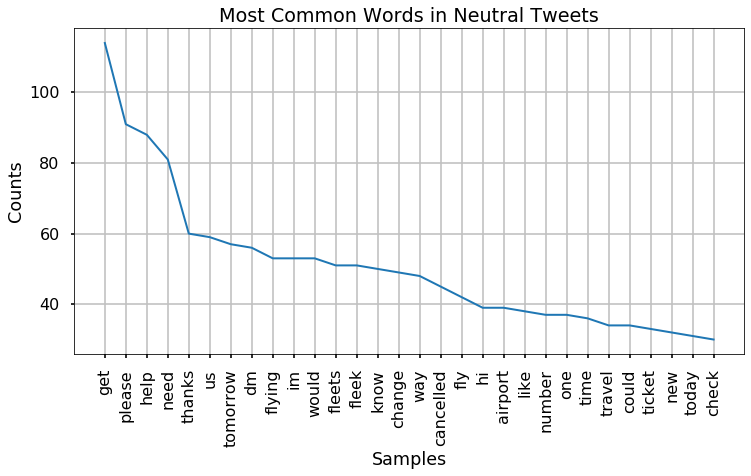 Most Common Words in Neutral Tweets
Counts
100
80
60
40
get
please
help
need
thanks
us
tomorrow
dm
flying
im
would
fleets
fleek
know
change
way
cancelled
fly
hi
airport
like
number
one
time
travel
could
ticket
new
today
check
Samples